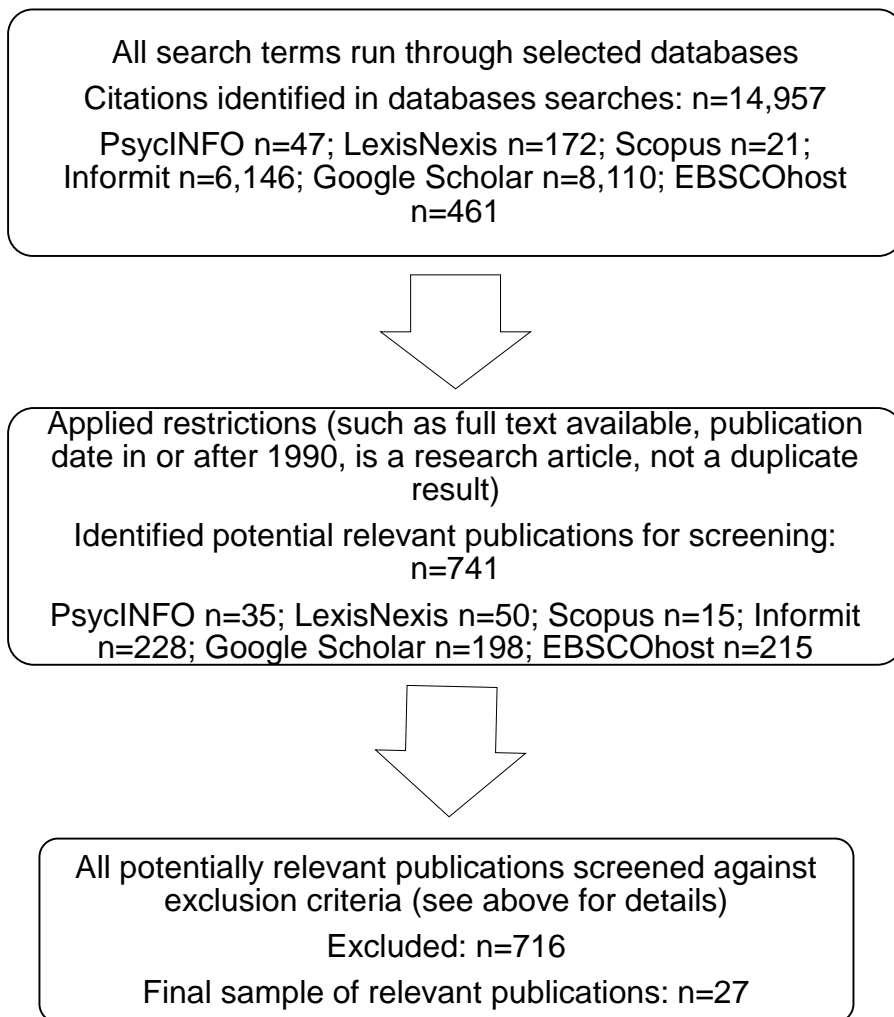 All search terms run through selected databases
Citations identified in databases searches: n=14,957
PsycINFO n=47; LexisNexis n=172; Scopus n=21;
Informit n=6,146; Google Scholar n=8,110; EBSCOhost
n=461
Applied restrictions (such as full text available, publication
date in or after 1990, is a research article, not a duplicate
result)
Identified potential relevant publications for screening:
n=741
PsycINFO n=35; LexisNexis n=50; Scopus n=15; Informit
n=228; Google Scholar n=198; EBSCOhost n=215
All potentially relevant publications screened against
exclusion criteria (see above for details)
Excluded: n=716
Final sample of relevant publications: n=27